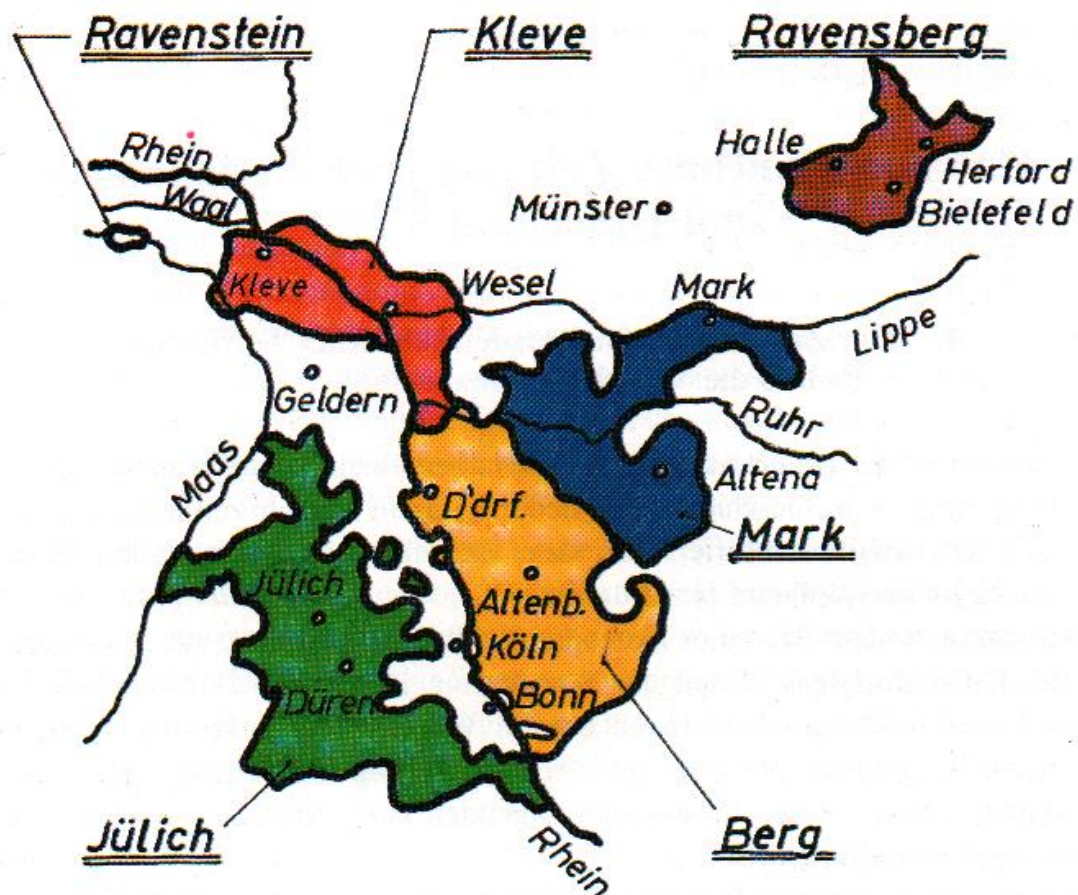 Ravenstein
Kleve
Ravensberg
Rhein
Waal
Halle
Herford
Münster
Bielefeld
Kleve
Wesel
Mark
Lippe
Geldern
Ruhr
Maas
Altena
D'drf.
Mark
Jülich
Altenb.
Köln
Düren
Bonn
Jülich
Rhein
Berg